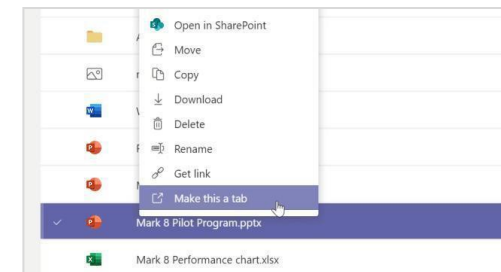 Open in SharePoint
Move
Copy
Download
Delete
Rename
Get link
Make this a tab
Mark 8 Pilot Program.pptx
Mark 8 Performance chart.xlsx